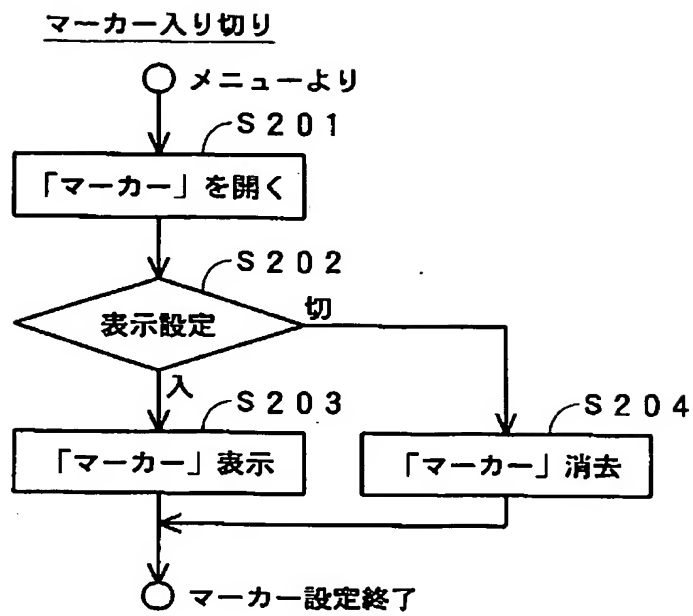 マーカー入り切り
メニューより
S201
「マーカー」を開く
S202
切
表示設定
入
S203
S204
「マーカー」表示
「マーカー」消去
マーカー設定終了